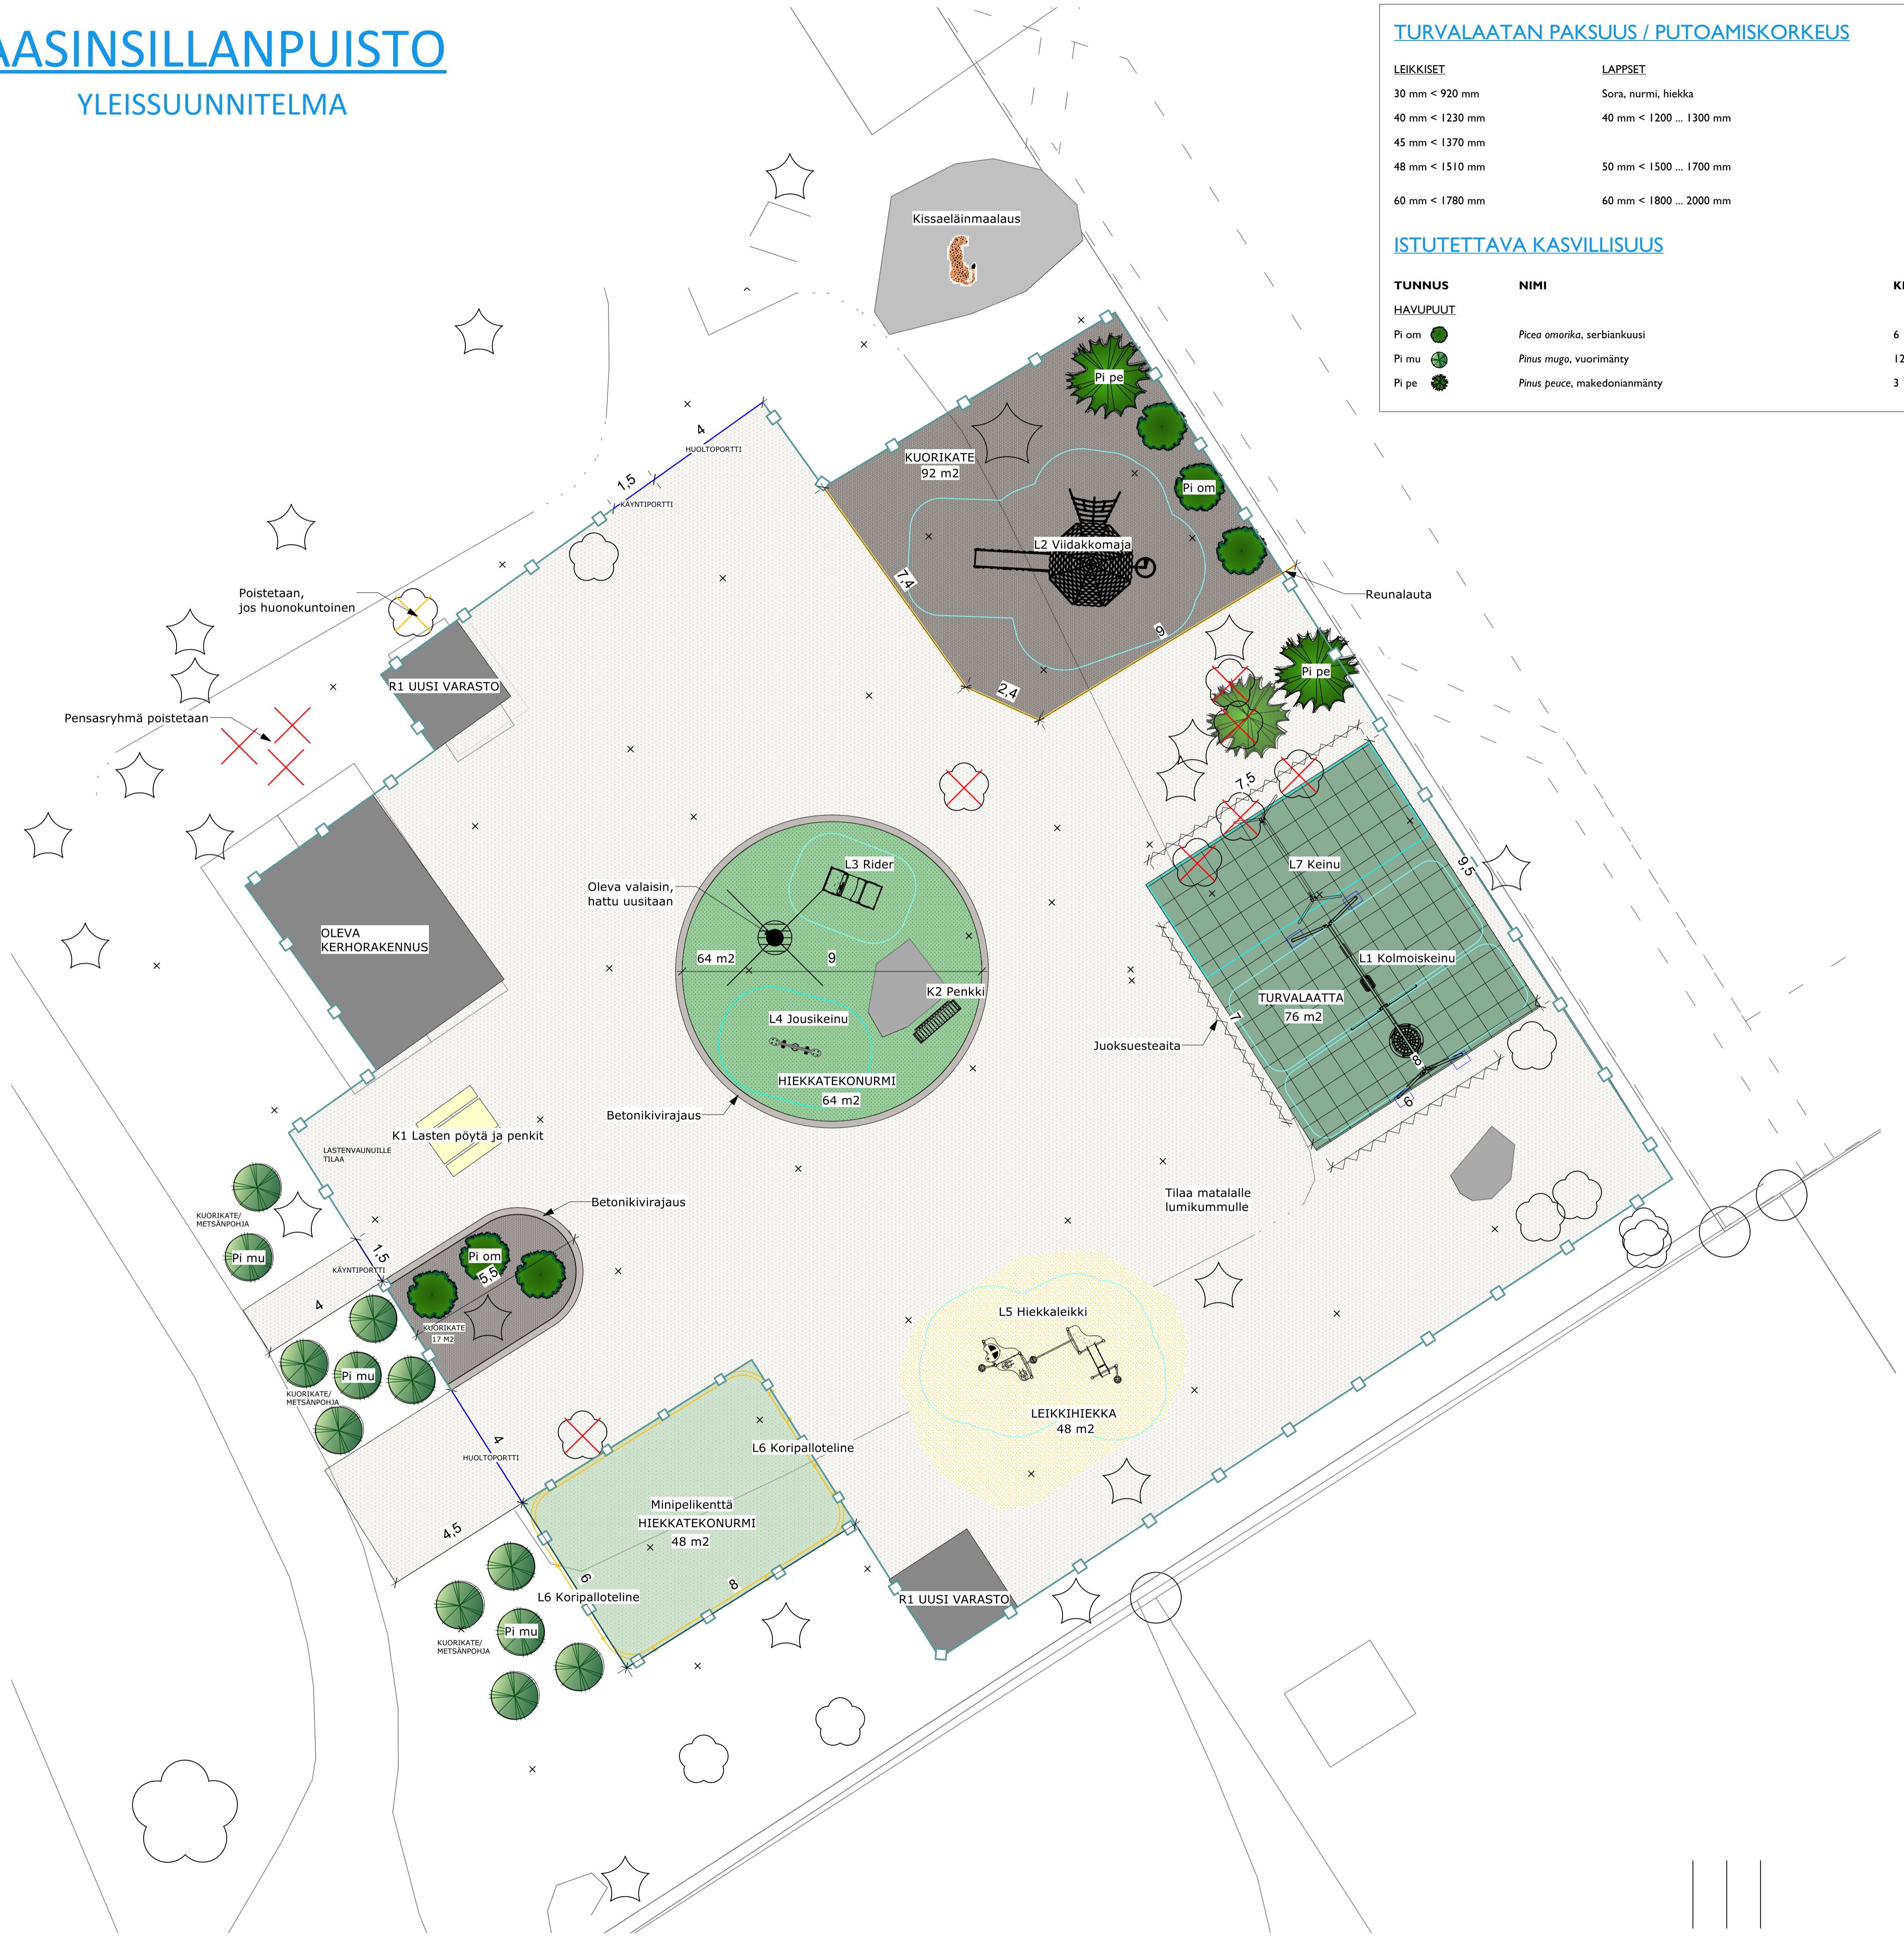 AASINSILLANPUISTO
YLEISSUUNNITELMA
TURVALAATAN PAKSUUS / PUTOAMISKORKEUS
LEIKKISET LAPPSET
30 mm < 920 mm Sora, nurmi, hiekka
40 mm < 1230 mm 40 mm < 1200 ... 1300 mm
45 mm < 1370 mm
48 mm < 1510 mm 50 mm < 1500 ... 1700 mm
60 mm < 1780 mm 60 mm < 1800 ... 2000 mm
ISTUTETTAVA KASVILLISUUS
TUNNUS NIMI
HAVUPUUT
Pi om Picea omorika, serbiankuusi 6
Pi mu Pinus mugo, vuorimänty 12
Pi pe Pinus peuce, makedonianmänty 3
Kissaeläinmaalaus
Pi pe
4
HUOLTOPORTTI
1,5
KÄYNTIPORTTI
KUORIKATE
92 m2
Pi om
L2 Viidakkomaja
7,4
9
2,4
Reunalauta
Poistetaan,
jos huonokuntoinen
R1 UUSI VARASTO
Pensasryhmä poistetaan
Pi pe
7,5
9,5
L7 Keinu
L1 Kolmoiskeinu
TURVALAATTA
76 m2
7
8
6
Juoksuesteaita
L3 Rider
Oleva valaisin,
hattu uusitaan
64 m2
9
K2 Penkki
L4 Jousikeinu
HIEKKATEKONURMI
64 m2
Betonikivirajaus
OLEVA
KERHORAKENNUS
K1 Lasten pöytä ja penkit
LASTENVAUNUILLE
TILAA
KUORIKATE/
METSÄNPOHJA
Pi mu
Betonikivirajaus
1,5
KÄYNTIPORTTI
Pi om
5,5
4
KUORIKATE
17 M2
Pi mu
KUORIKATE/
METSÄNPOHJA
Tilaa matalalle
lumikummulle
L5 Hiekkaleikki
LEIKKIHIEKKA
48 m2
4
HUOLTOPORTTI
L6 Koripalloteline
Minipelikenttä
HIEKKATEKONURMI
48 m2
4,5
6
8
L6 Koripalloteline
R1 UUSI VARASTO
Pi mu
KUORIKATE/
METSÄNPOHJA